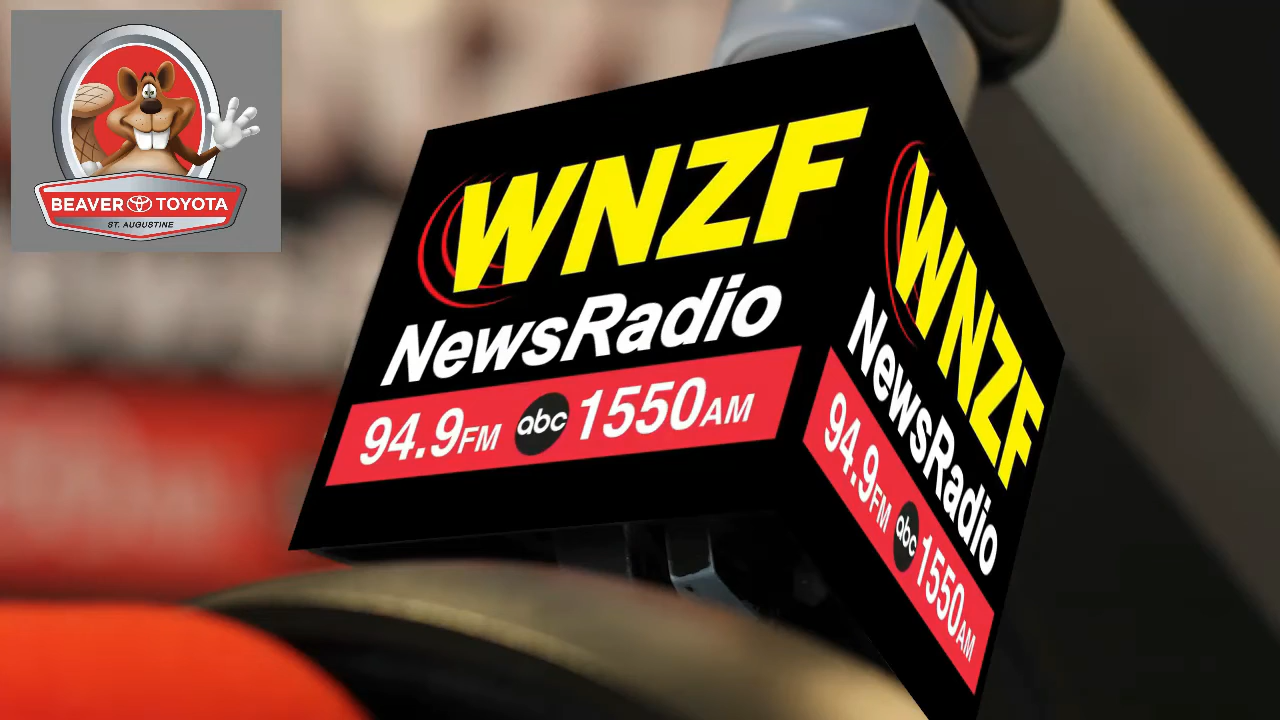 BEAVER TOYOTA
ST. AUGUSTINE
WNZF
NewsRadio
94.9FM abc 1550AM
WNZF
NewsRadio
94.9FM abc 1550AM